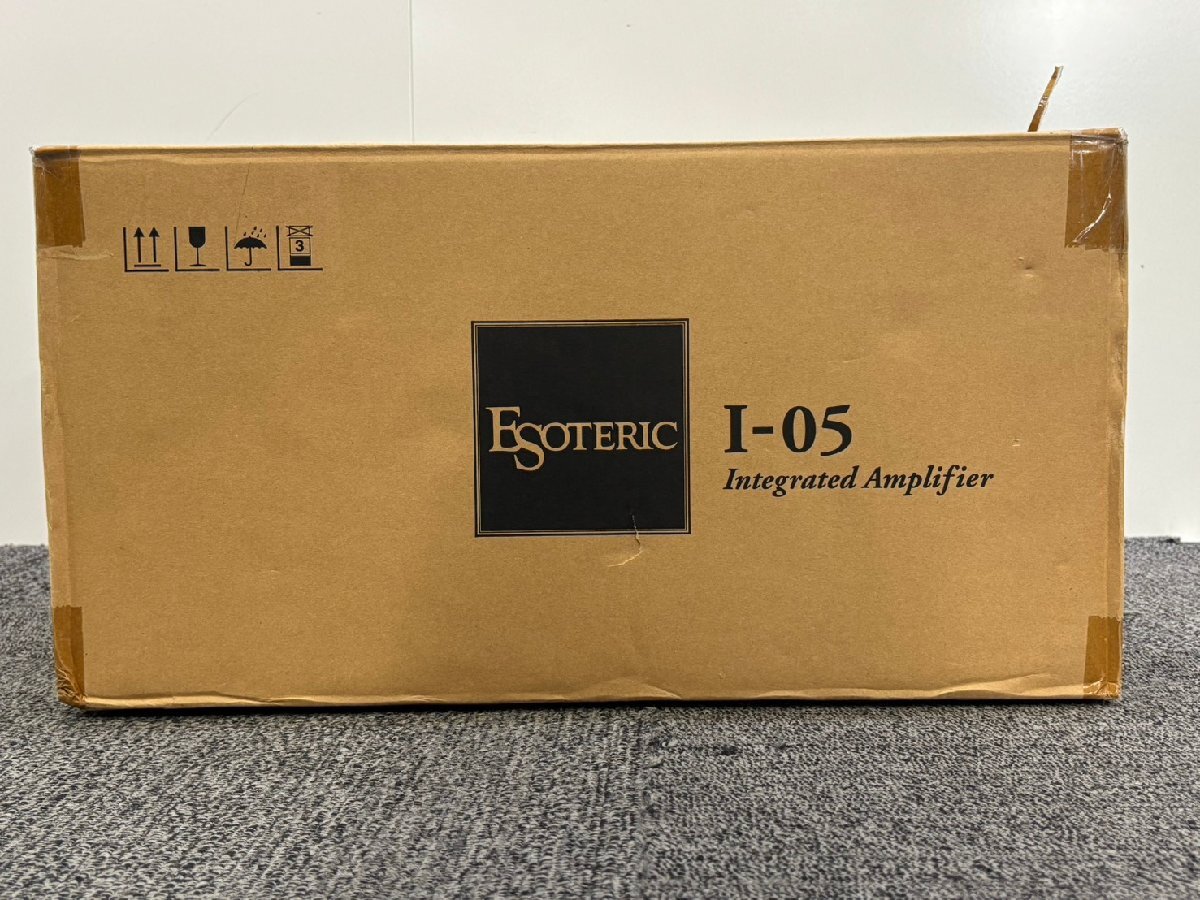 3
ESOTERIC
I-05
Integrated Amplifier